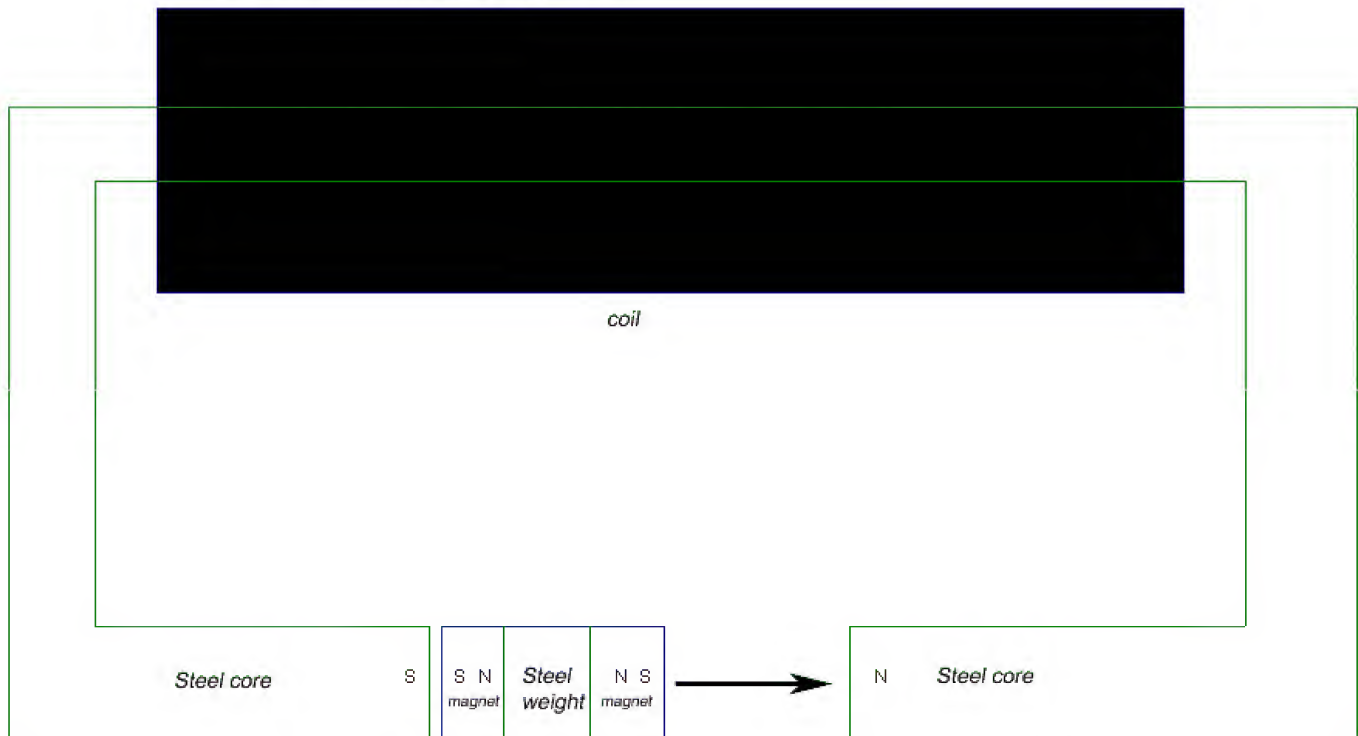 coil
Steel core
S
S N
magnet
Steel
weight
N S
magnet
N
Steel core